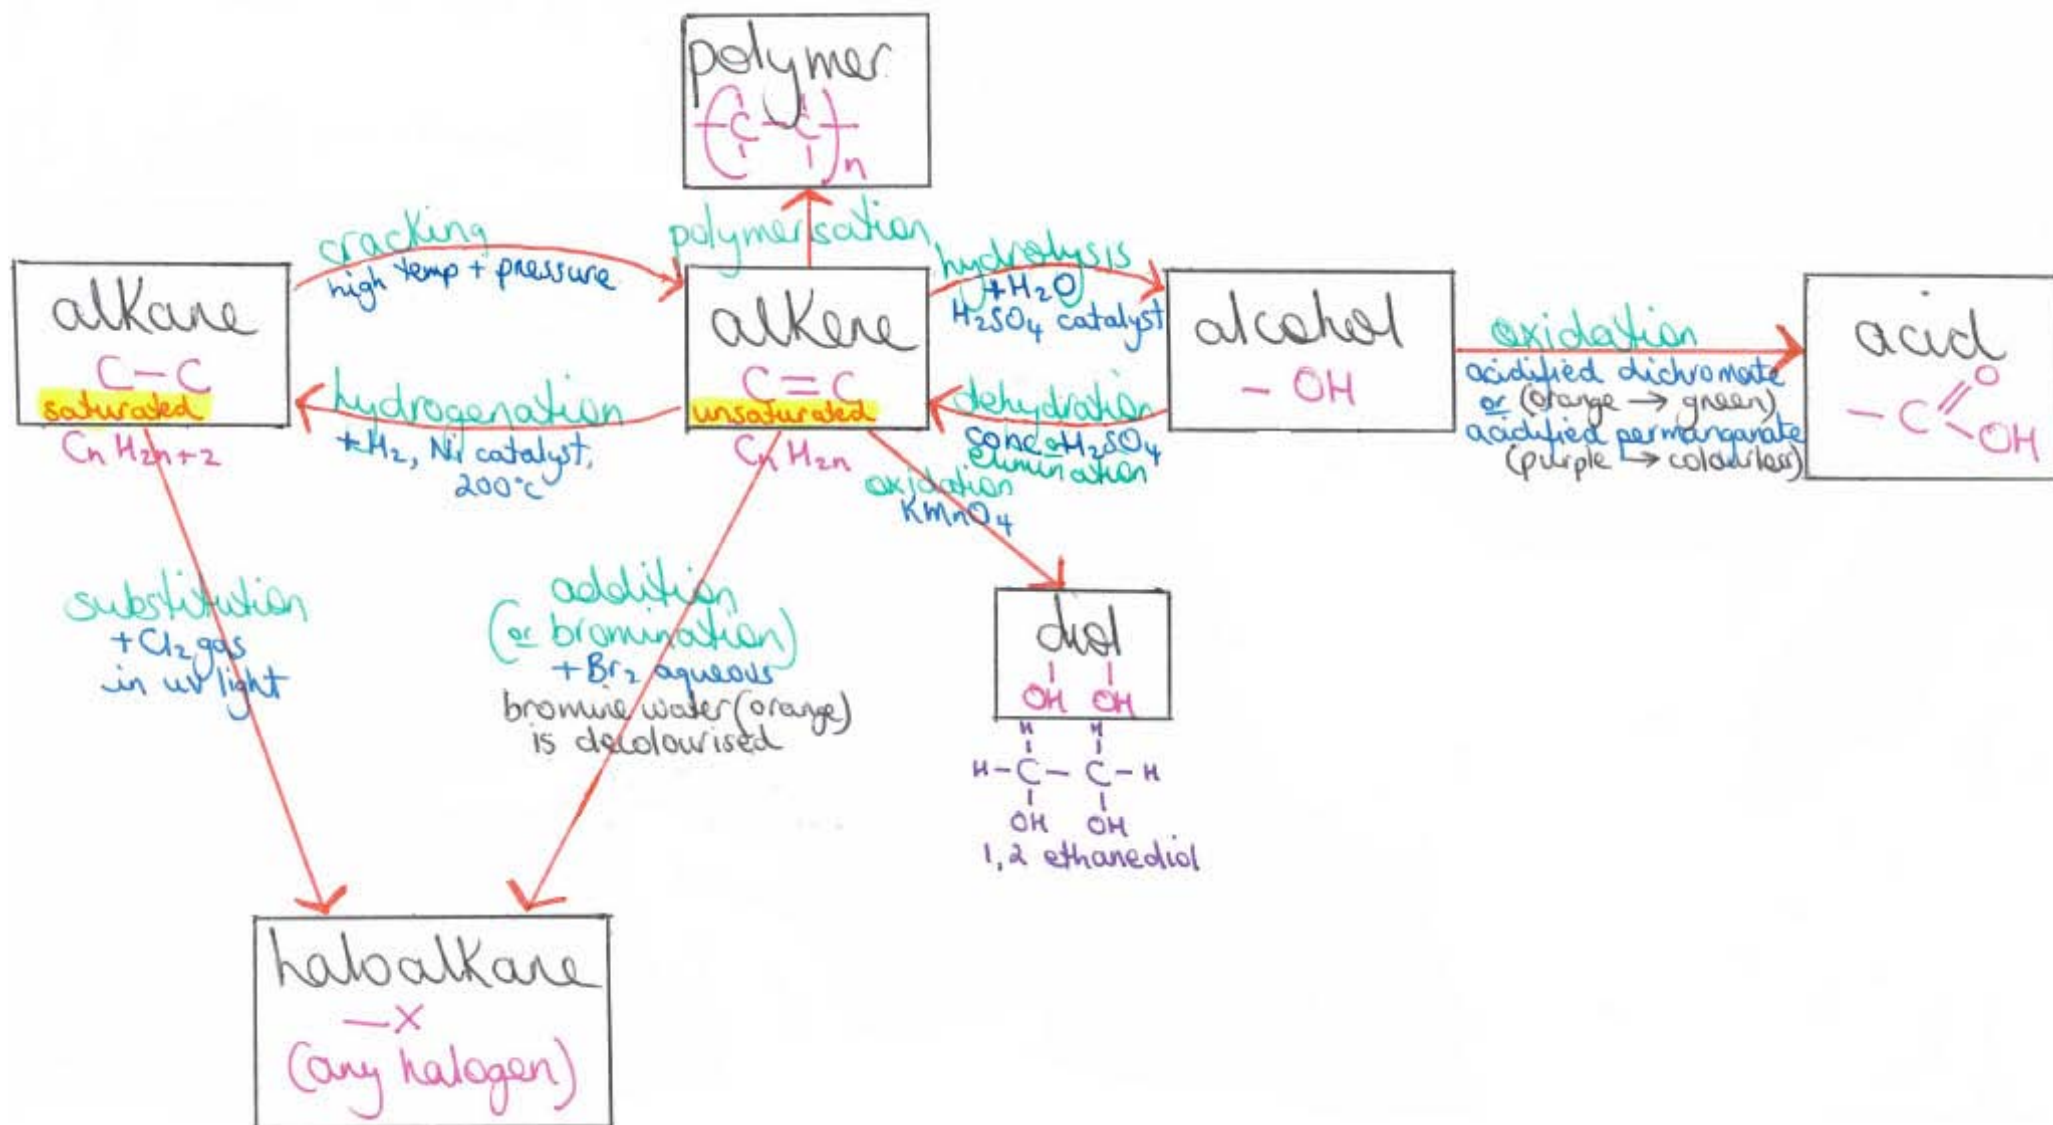 polymer
( C – C )n
cracking
high temp + pressure
polymerisation
hydrolysis
+H₂O
H₂SO₄ catalyst
alkane
C – C
saturated
CnH2n+2
hydrogenation
+H₂, Ni catalyst,
200°c
alkene
C = C
unsaturated
CnH2n
dehydration
conc H₂SO₄
elimination
alcohol
– OH
oxidation
acidified dichromate
or (orange → green)
acidified permanganate
(purple → colourless)
acid
– C
O
OH
oxidation
KMnO₄
substitution
+Cl₂ gas
in uv light
addition
(or bromination)
+Br₂ aqueous
bromine water (orange)
is decolourised
diol
OH OH
H H
H–C–C–H
OH OH
1,2 ethanediol
haloalkane
–X
(any halogen)